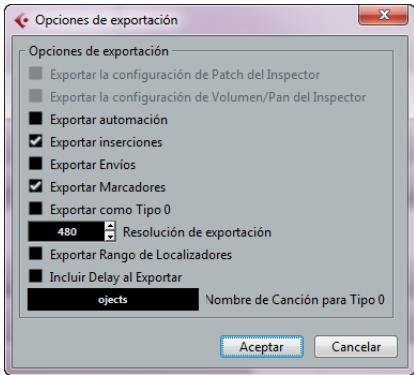 Opciones de exportación
Opciones de exportación
Exportar la configuración de Patch del Inspector
Exportar la configuración de Volumen/Pan del Inspector
Exportar automación
Exportar inserciones
Exportar Envíos
Exportar Marcadores
Exportar como Tipo 0
480 Resolución de exportación
Exportar Rango de Localizadores
Incluir Delay al Exportar
ojects Nombre de Canción para Tipo 0
Aceptar Cancelar